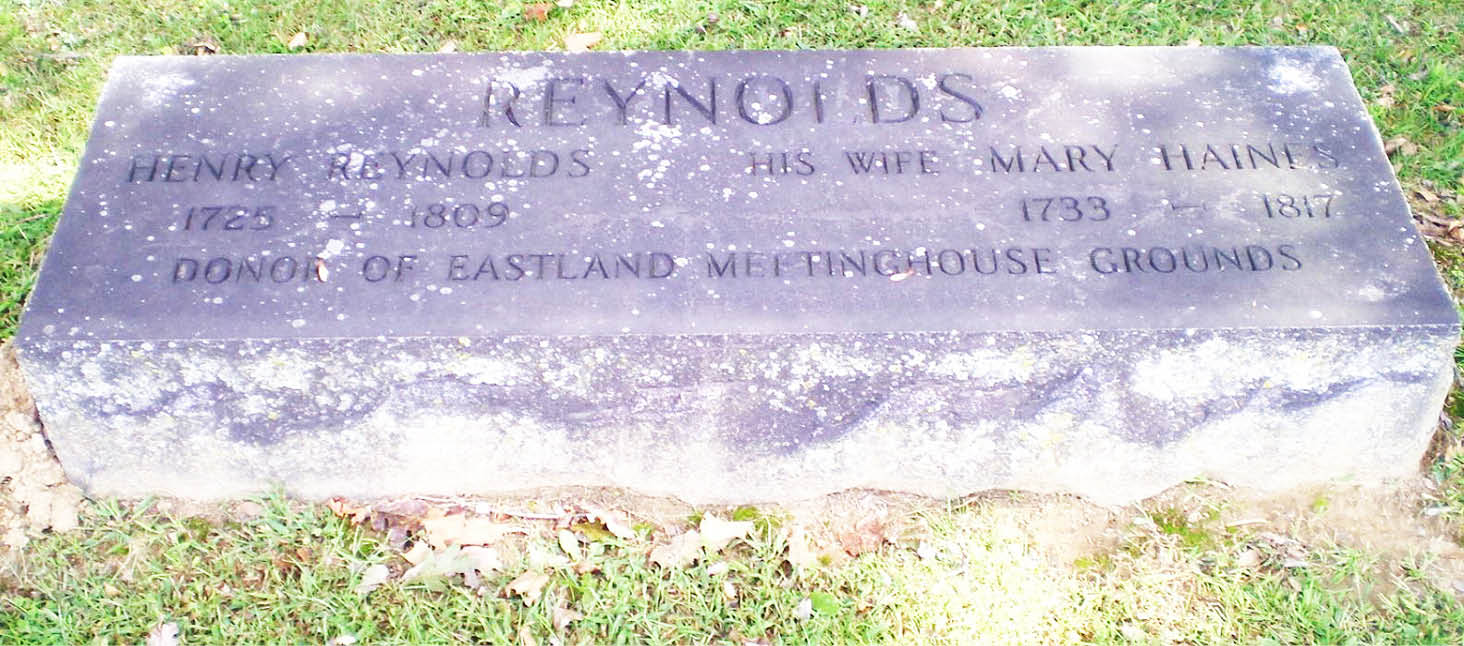 REYNOLDS
HENRY REYNOLDS HIS WIFE MARY HAINES
1725 – 1809 1733 – 1817
DONOR OF EASTLAND MEETINGHOUSE GROUNDS